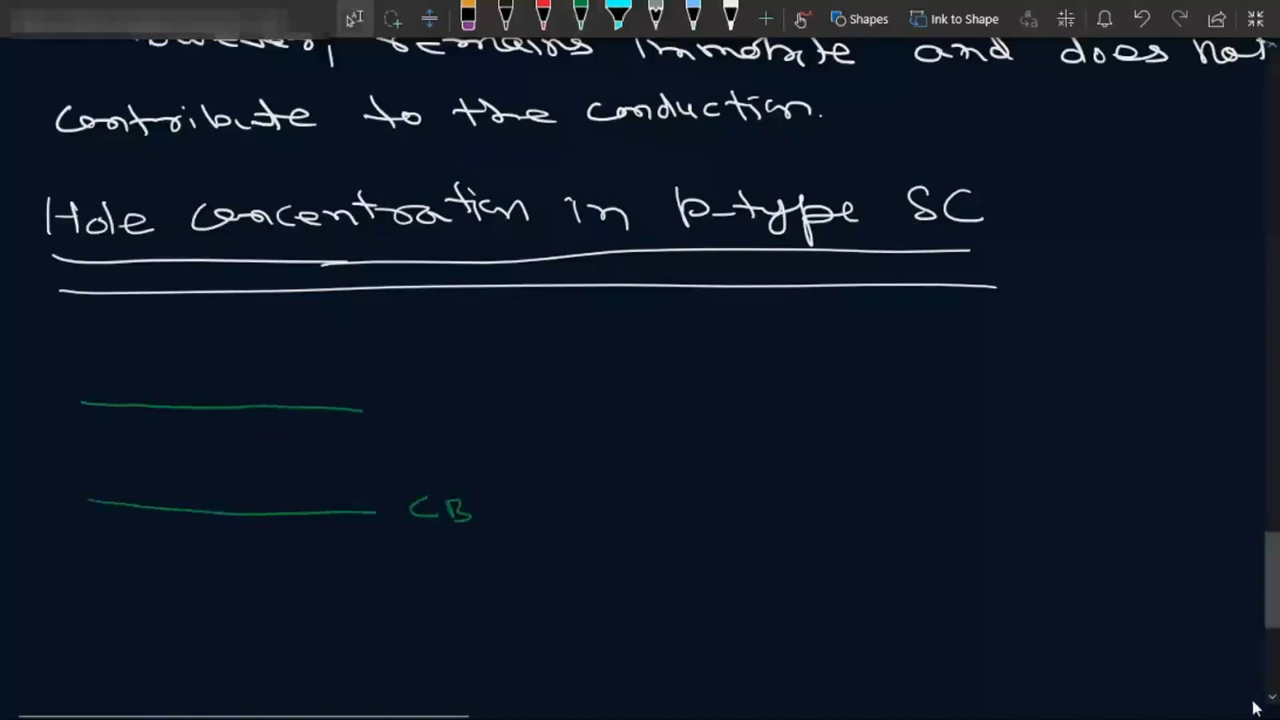 Shapes
Ink to Shape
remains immobile and does not
contribute to the conduction.
Hole concentration in p-type SC
CB